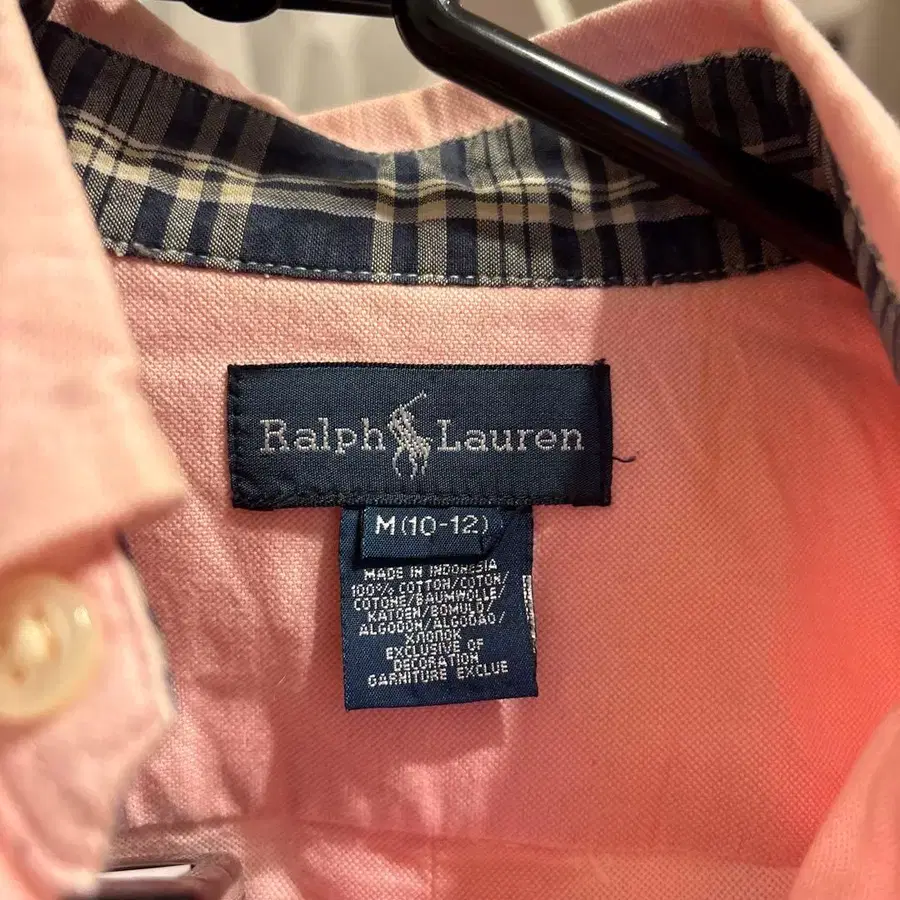 Ralph Lauren
M(10-12)
MADE IN INDONESIA
100% COTTON/COTON/
COTONE/BAUMWOLLE/
KATOEN/BOMULD/
ALGODON/ALGODAO/
ХЛОПОК
EXCLUSIVE OF
DECORATION
GARNITURE EXCLUE